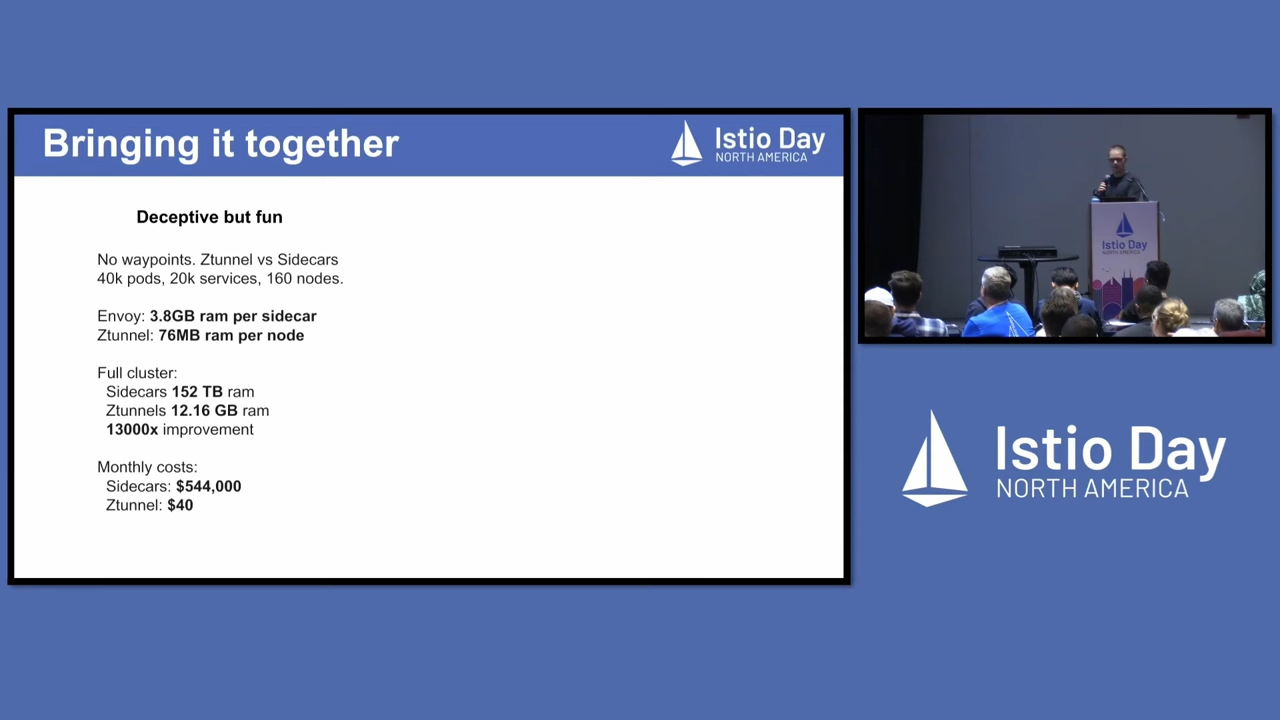 Bringing it together
Istio Day
NORTH AMERICA
Deceptive but fun
No waypoints. Ztunnel vs Sidecars
40k pods, 20k services, 160 nodes.
Envoy: 3.8GB ram per sidecar
Ztunnel: 76MB ram per node
Full cluster:
Sidecars 152 TB ram
Ztunnels 12.16 GB ram
13000x improvement
Monthly costs:
Sidecars: $544,000
Ztunnel: $40
Istio Day
NORTH AMERICA
Istio Day
NORTH AMERICA